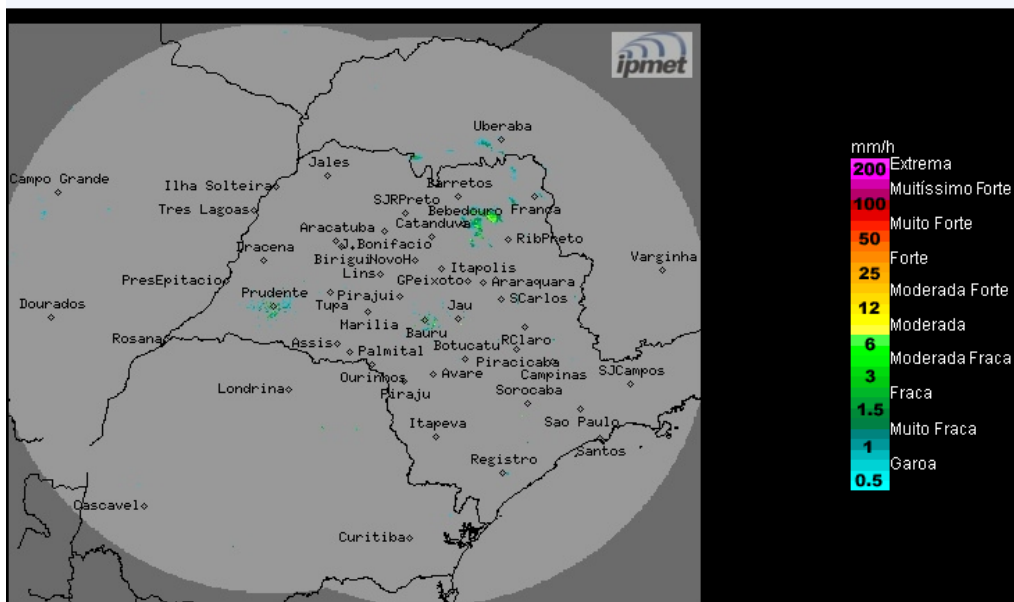 ipmet
Uberaba
Jales
Campo Grande
Ilha Solteira
Barretos
SJRPreto
Tres Lagoas
Bebedouro
Franca
Catanduva
Aracatuba
RibPreto
J.Bonifacio
Dracena
Birigui
NovoH
Itapolis
Varginha
Lins
PresEpitacio
GPeixoto
Araraquara
Prudente
Pirajui
SCarlos
Dourados
Tupa
Jau
Marilia
Bauru
Rosana
Assis
Botucatu
RClaro
Palmital
Piracicaba
Ourinhos
Avare
Campinas
SJCampos
Londrina
Piraju
Sorocaba
Itapeva
Sao Paulo
Santos
Registro
Cascavel
Curitiba
mm/h
200 Extrema
Muitíssimo Forte
100
Muito Forte
50
Forte
25
Moderada Forte
12
Moderada
6
Moderada Fraca
3
Fraca
1.5
Muito Fraca
1
Garoa
0.5